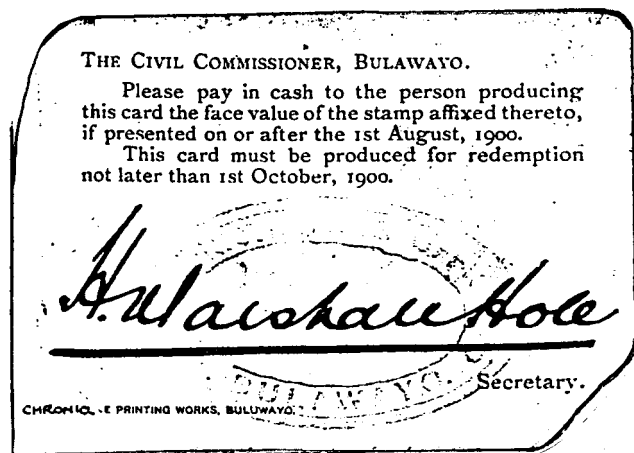 THE CIVIL COMMISSIONER, BULAWAYO.
Please pay in cash to the person producing
this card the face value of the stamp affixed thereto,
if presented on or after the 1st August, 1900.
This card must be produced for redemption
not later than 1st October, 1900.
H. Marshall Hole
BULAWAYO.
Secretary.
CHRONICLE PRINTING WORKS, BULUWAYO.